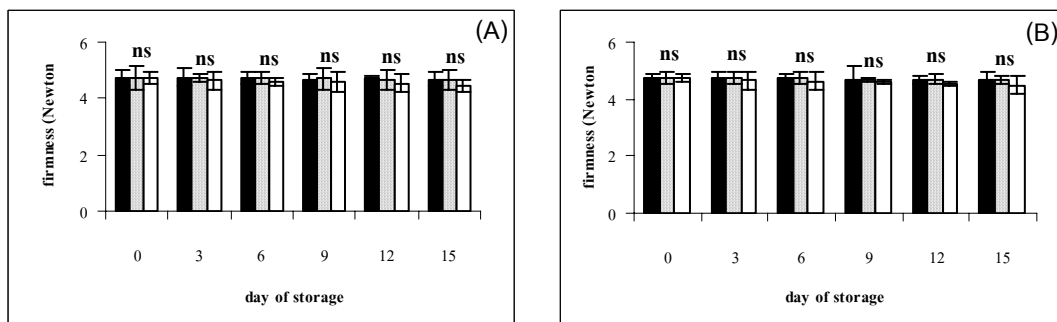 (A)
6
4
2
0
firmness (Newton
ns ns ns ns ns ns
0 3 6 9 12 15
day of storage
(B)
6
4
2
0
firmness (Newton
ns ns ns ns ns ns
0 3 6 9 12 15
day of storage